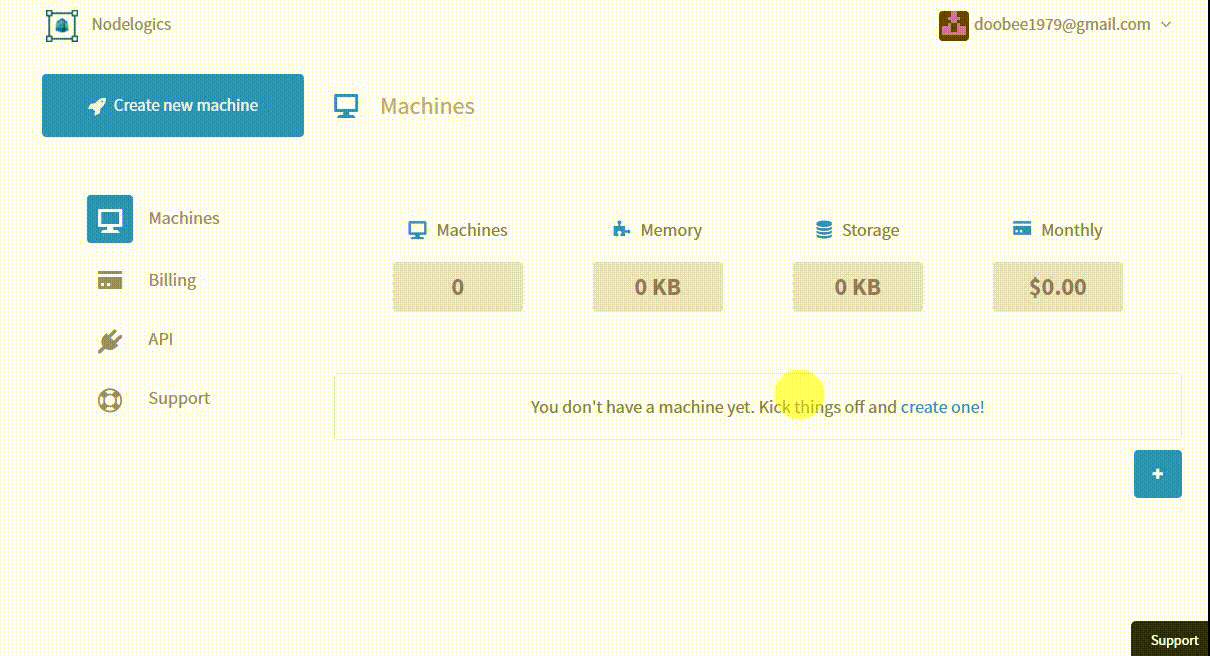 Nodelogics
doobee1979@gmail.com
Create new machine
Machines
Machines
Billing
API
Support
Machines
Memory
Storage
Monthly
0
0 KB
0 KB
$0.00
You don't have a machine yet. Kick things off and create one!
+
Support